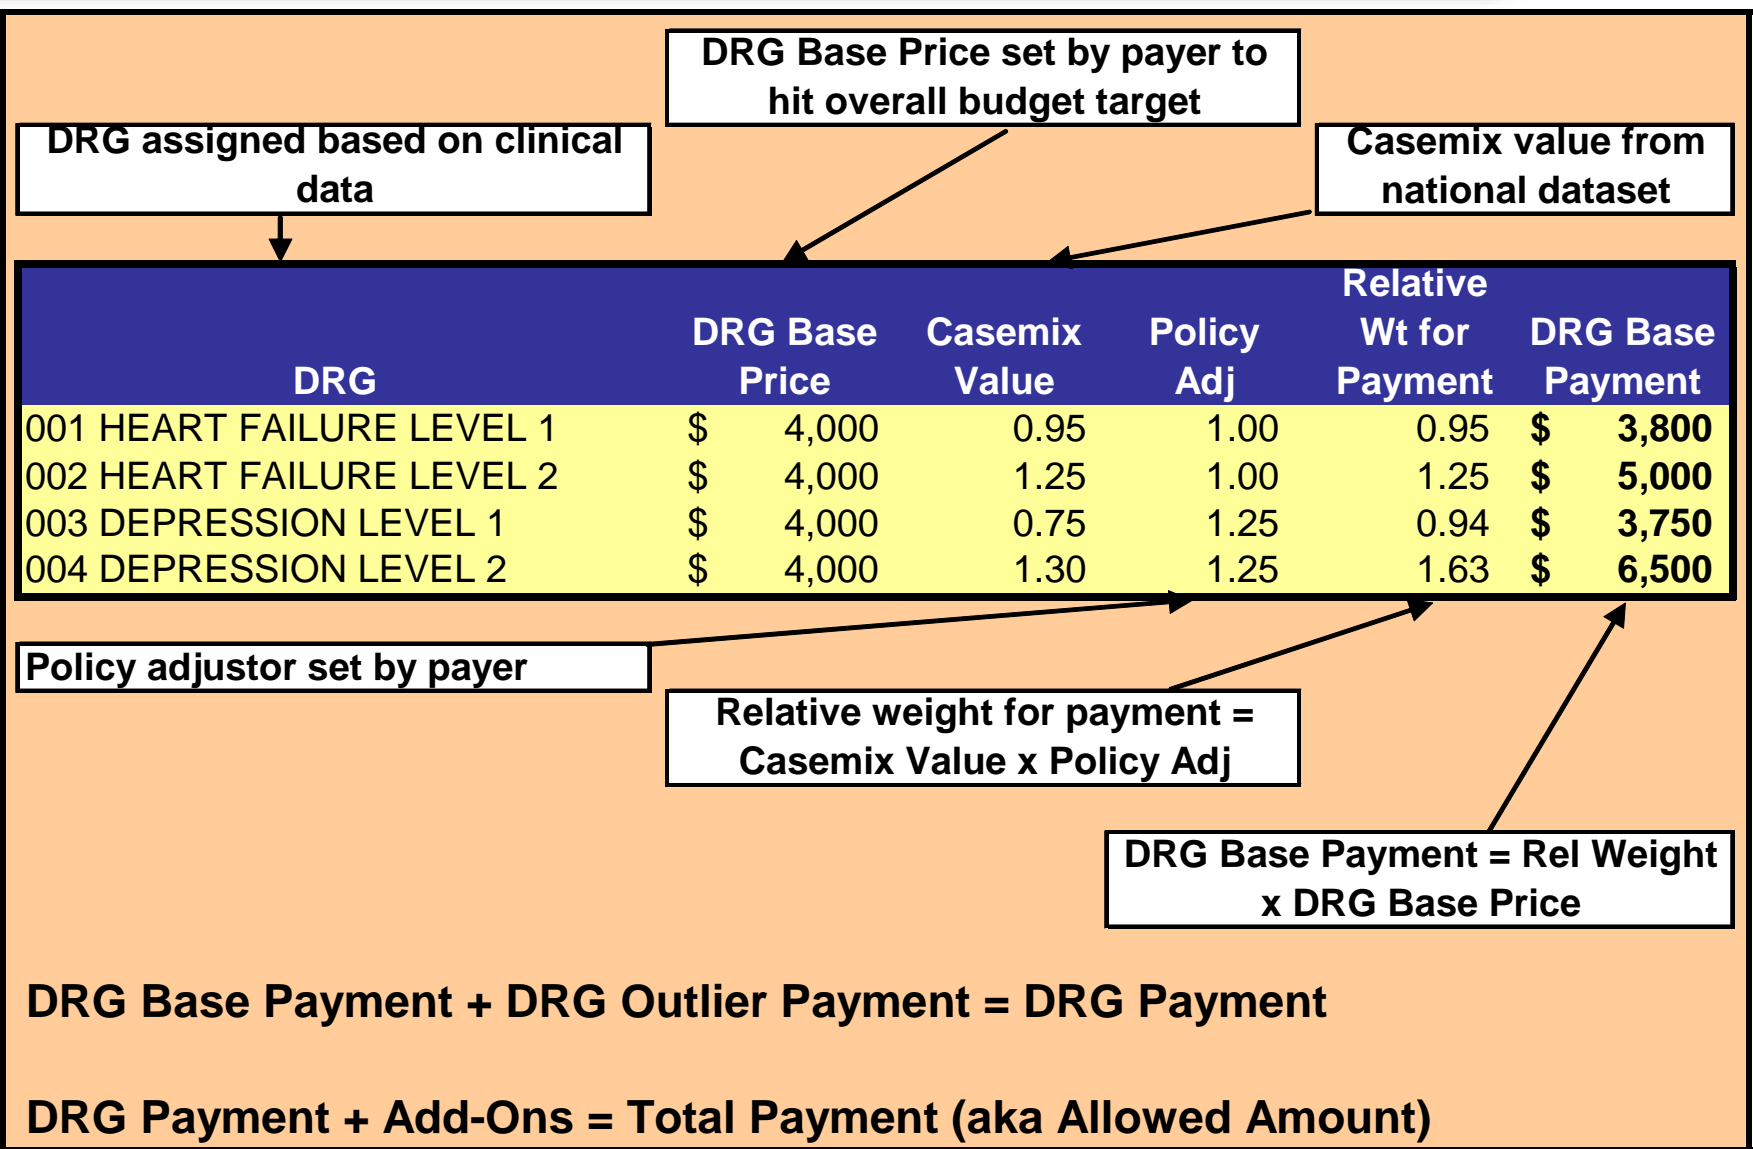 DRG Base Price set by payer to
hit overall budget target
DRG assigned based on clinical
data
Casemix value from
national dataset
Relative
DRG Base Casemix Policy Wt for DRG Base
DRG Price Value Adj Payment Payment
001 HEART FAILURE LEVEL 1 $ 4,000 0.95 1.00 0.95 $ 3,800
002 HEART FAILURE LEVEL 2 $ 4,000 1.25 1.00 1.25 $ 5,000
003 DEPRESSION LEVEL 1 $ 4,000 0.75 1.25 0.94 $ 3,750
004 DEPRESSION LEVEL 2 $ 4,000 1.30 1.25 1.63 $ 6,500
Policy adjustor set by payer
Relative weight for payment =
Casemix Value x Policy Adj
DRG Base Payment = Rel Weight
x DRG Base Price
DRG Base Payment + DRG Outlier Payment = DRG Payment
DRG Payment + Add-Ons = Total Payment (aka Allowed Amount)